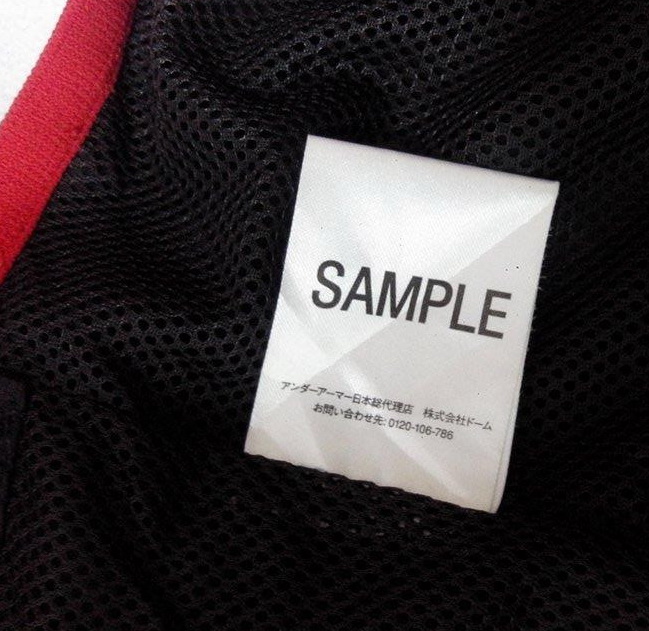 SAMPLE
アンダーアーマー日本総代理店　株式会社ドーム
お問い合わせ先: 0120-106-786